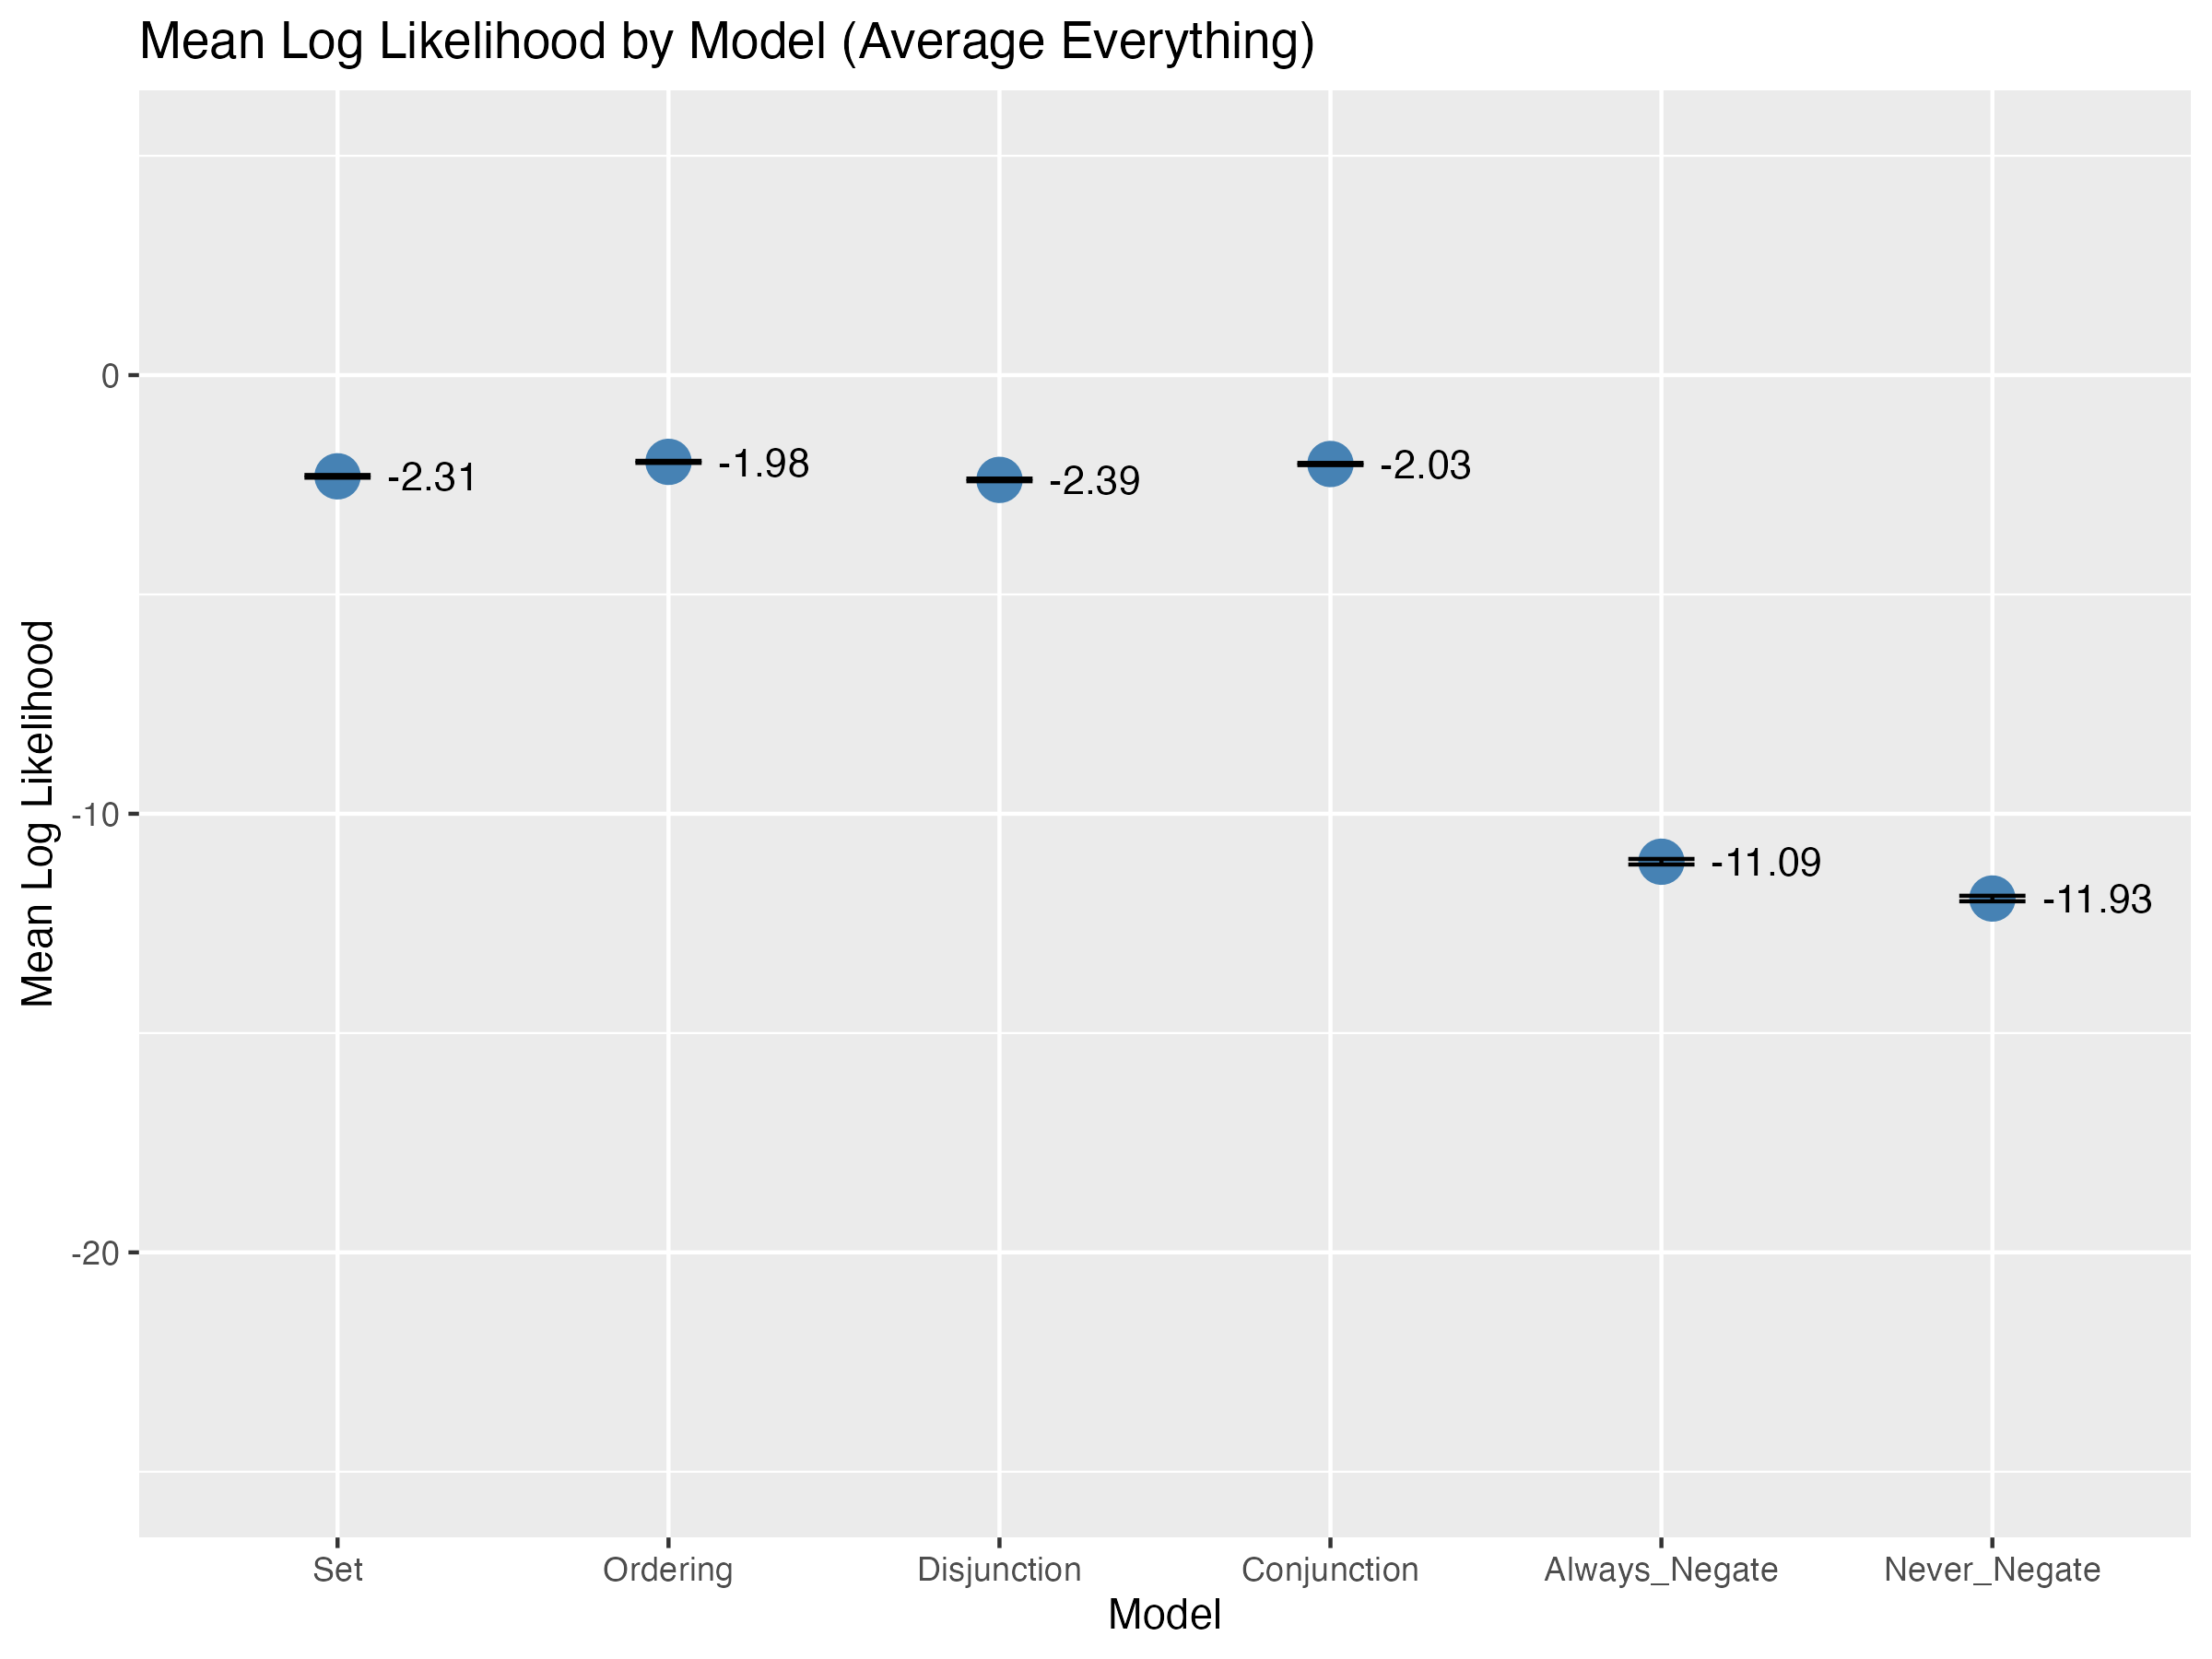 Mean Log Likelihood by Model (Average Everything)
Mean Log Likelihood
0
-10
-20
-2.31
-1.98
-2.39
-2.03
-11.09
-11.93
Set
Ordering
Disjunction
Conjunction
Always_Negate
Never_Negate
Model